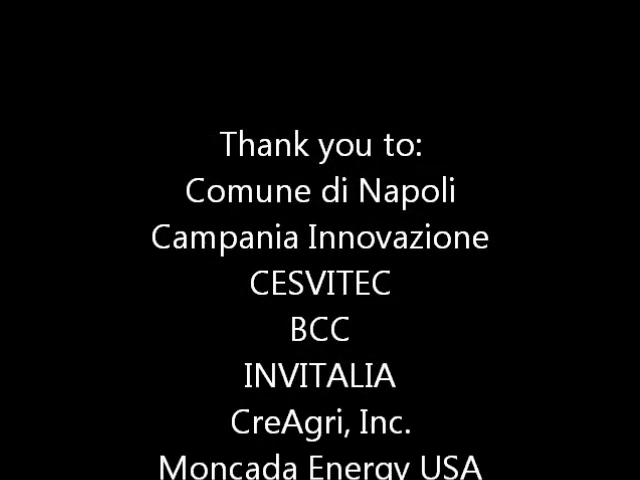 Thank you to:
Comune di Napoli
Campania Innovazione
CESVITEC
BCC
INVITALIA
CreAgri, Inc.
Moncada Energy USA